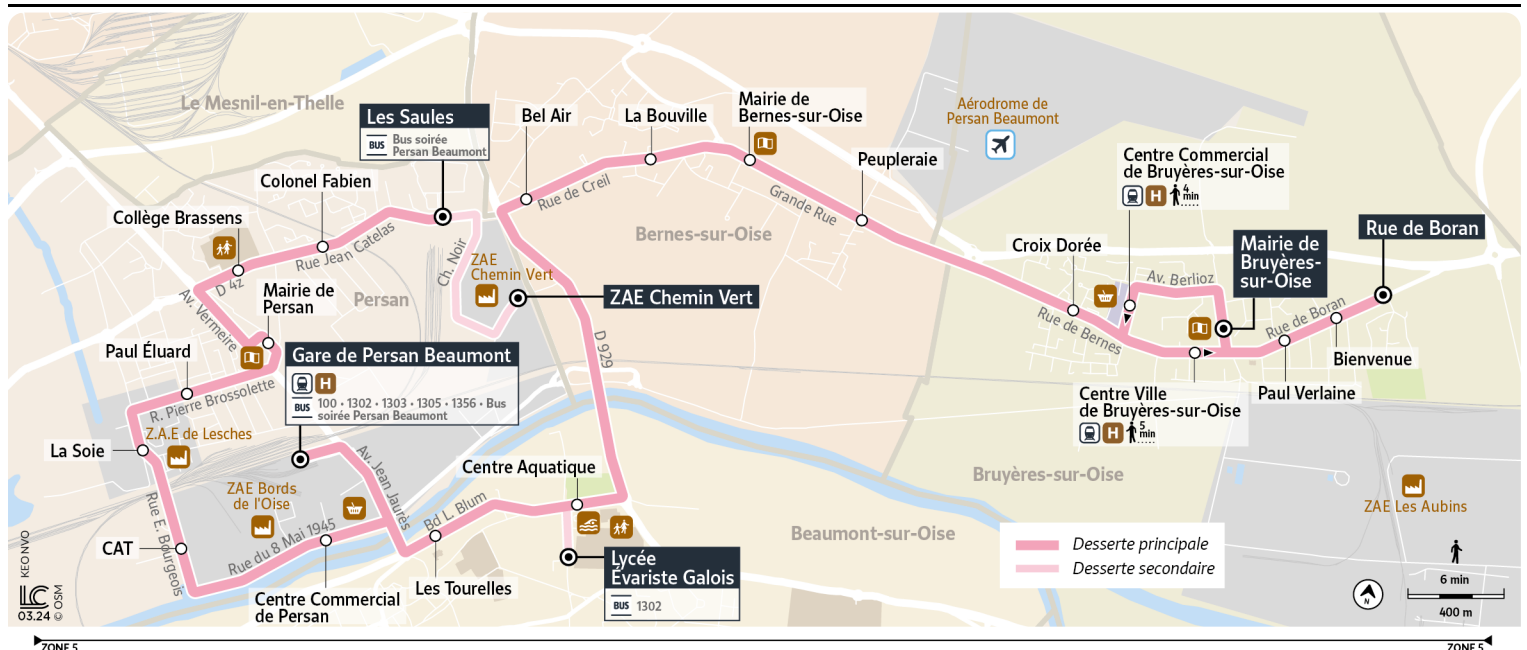 Le Mesnil-en-Thelle
Les Saules
BUS
Bus soirée
Persan Beaumont
Bel Air
La Bouville
Mairie de
Bernes-sur-Oise
Peupleraie
Aérodrome de
Persan Beaumont
Centre Commercial
de Bruyères-sur-Oise
H
4
min
Colonel Fabien
Collège Brassens
Rue de Creil
Grande Rue
Rue Jean Catelas
D 4z
Ch. Noir
ZAE
Chemin Vert
Bernes-sur-Oise
Croix Dorée
Mairie de
Bruyères-
sur-Oise
Rue de Boran
Av. Berlioz
Mairie de
Persan
Persan
Av. Vermeire
ZAE Chemin Vert
Rue de Bernes
Rue de Boran
Bienvenue
Paul Éluard
Gare de Persan Beaumont
H
BUS
100 • 1302 • 1303 • 1305 • 1356 • Bus
soirée Persan Beaumont
D 929
R. Pierre Brossolette
Centre Ville
de Bruyères-sur-Oise
H
5
min
Paul Verlaine
Z.A.E de Lesches
La Soie
Av. Jean Jaurès
Centre Aquatique
Bruyères-sur-Oise
ZAE Bords
de l'Oise
Rue E. Bourgeois
Bd L. Blum
ZAE Les Aubins
Rue du 8 Mai 1945
Beaumont-sur-Oise
CAT
Desserte principale
Desserte secondaire
Lycée
Évariste Galois
BUS
1302
Les Tourelles
Centre Commercial
de Persan
KEONVO
LC
03.24
© OSM
N
6 min
400 m
ZONE 5
ZONE 5